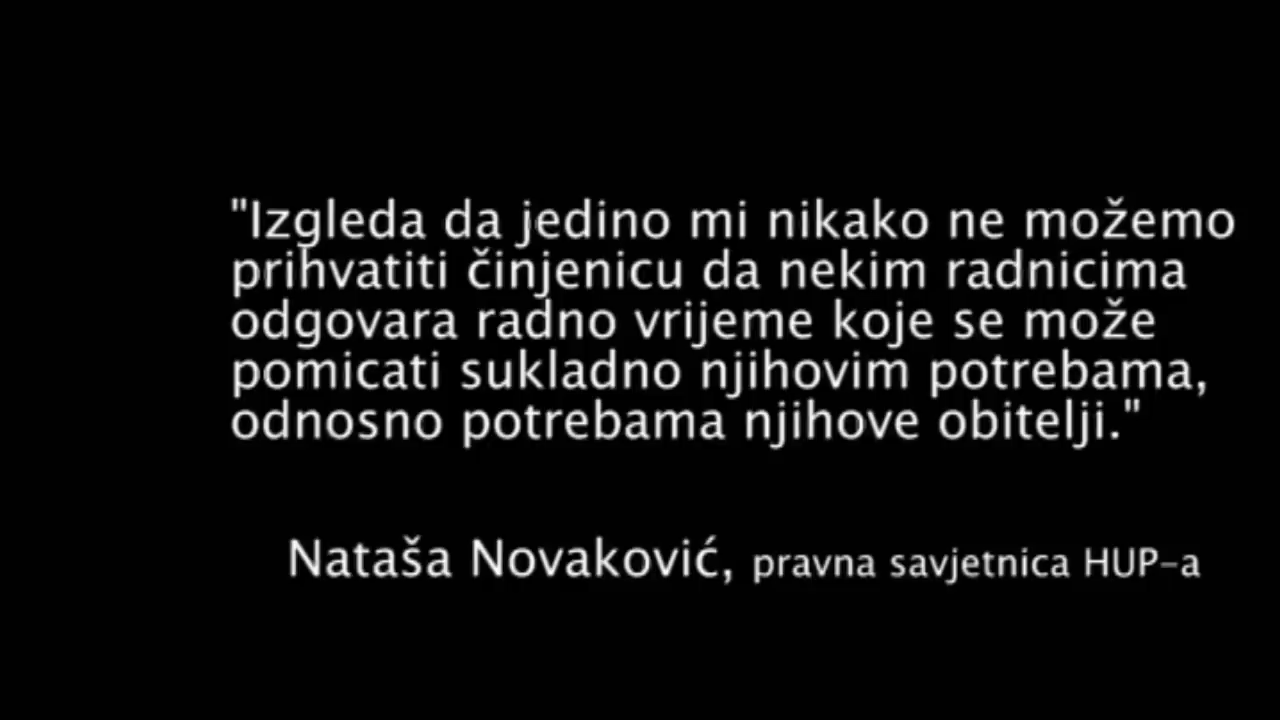 "Izgleda da jedino mi nikako ne možemo
prihvatiti činjenicu da nekim radnicima
odgovara radno vrijeme koje se može
pomicati sukladno njihovim potrebama,
odnosno potrebama njihove obitelji."
Nataša Novaković, pravna savjetnica HUP-a